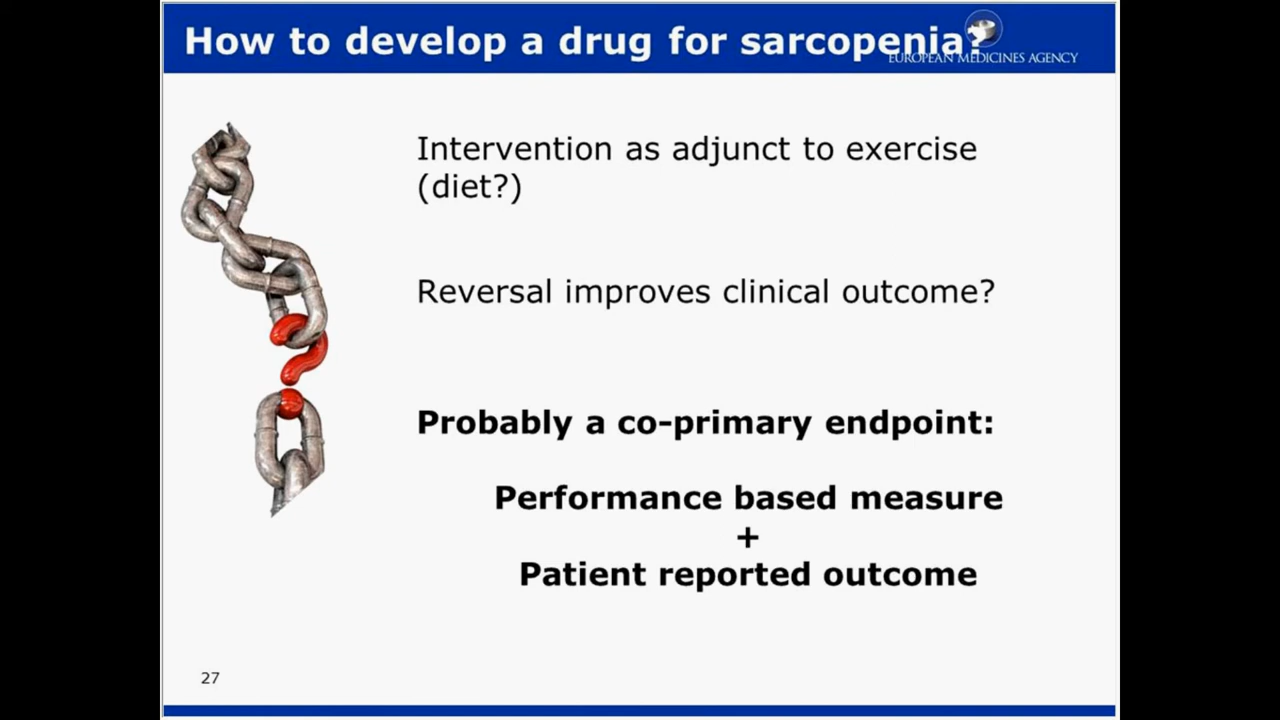 How to develop a drug for sarcopenia?
EUROPEAN MEDICINES AGENCY
Intervention as adjunct to exercise
(diet?)
Reversal improves clinical outcome?
Probably a co-primary endpoint:
Performance based measure
+
Patient reported outcome
27